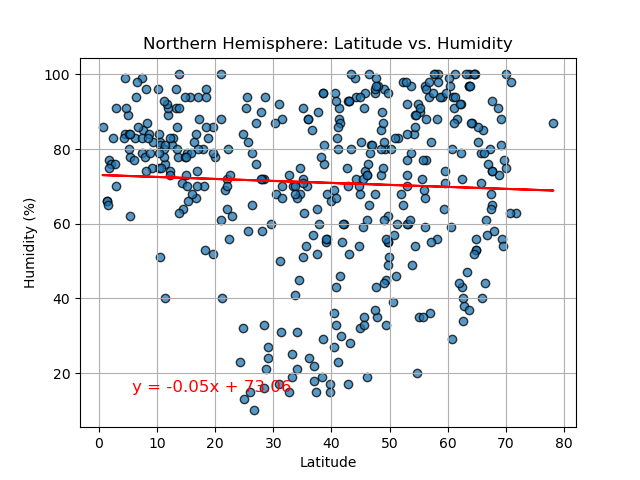 Northern Hemisphere: Latitude vs. Humidity
Humidity (%)
100
80
60
40
20
y = -0.05x + 73.06
0 10 20 30 40 50 60 70 80
Latitude